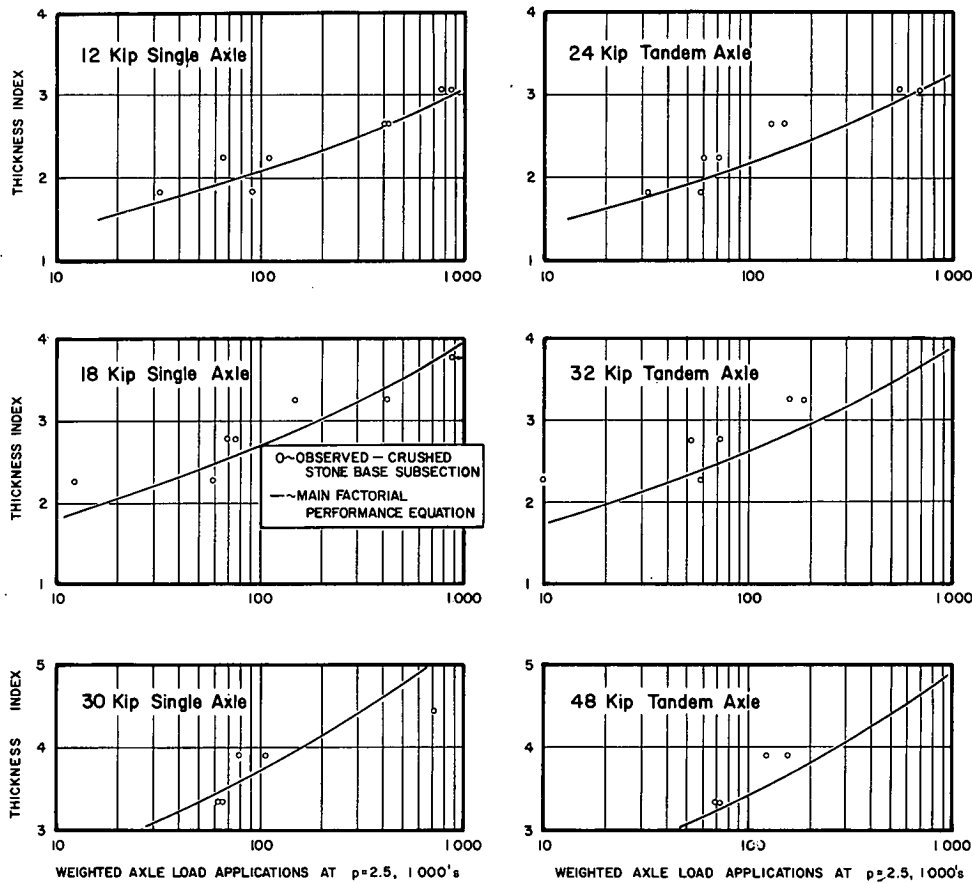 12 Kip Single Axle
THICKNESS INDEX
4
3
2
1
10
100
1000
24 Kip Tandem Axle
4
3
2
1
10
100
1000
18 Kip Single Axle
THICKNESS INDEX
4
3
2
1
10
100
1000
O~OBSERVED — CRUSHED
STONE BASE SUBSECTION
—~MAIN FACTORIAL
PERFORMANCE EQUATION
32 Kip Tandem Axle
4
3
2
1
10
100
1000
30 Kip Single Axle
THICKNESS INDEX
5
4
3
10
100
1000
WEIGHTED AXLE LOAD APPLICATIONS AT p=2.5, 1000's
48 Kip Tandem Axle
5
4
3
10
1000
WEIGHTED AXLE LOAD APPLICATIONS AT p=2.5, 1000's